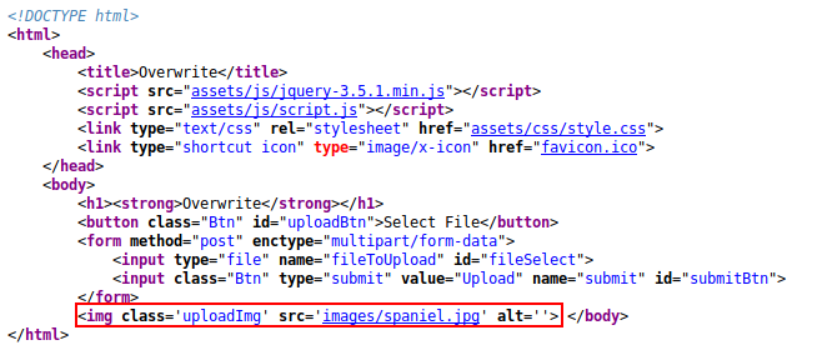 <!DOCTYPE html>
<html>
<head>
<title>Overwrite</title>
<script src="assets/js/jquery-3.5.1.min.js"></script>
<script src="assets/js/script.js"></script>
<link type="text/css" rel="stylesheet" href="assets/css/style.css">
<link type="shortcut icon" type="image/x-icon" href="favicon.ico">
</head>
<body>
<h1><strong>Overwrite</strong></h1>
<button class="Btn" id="uploadBtn">Select File</button>
<form method="post" enctype="multipart/form-data">
<input type="file" name="fileToUpload" id="fileSelect">
<input class="Btn" type="submit" value="Upload" name="submit" id="submitBtn">
</form>
<img class='uploadImg' src='images/spaniel.jpg' alt=''> </body>
</html>